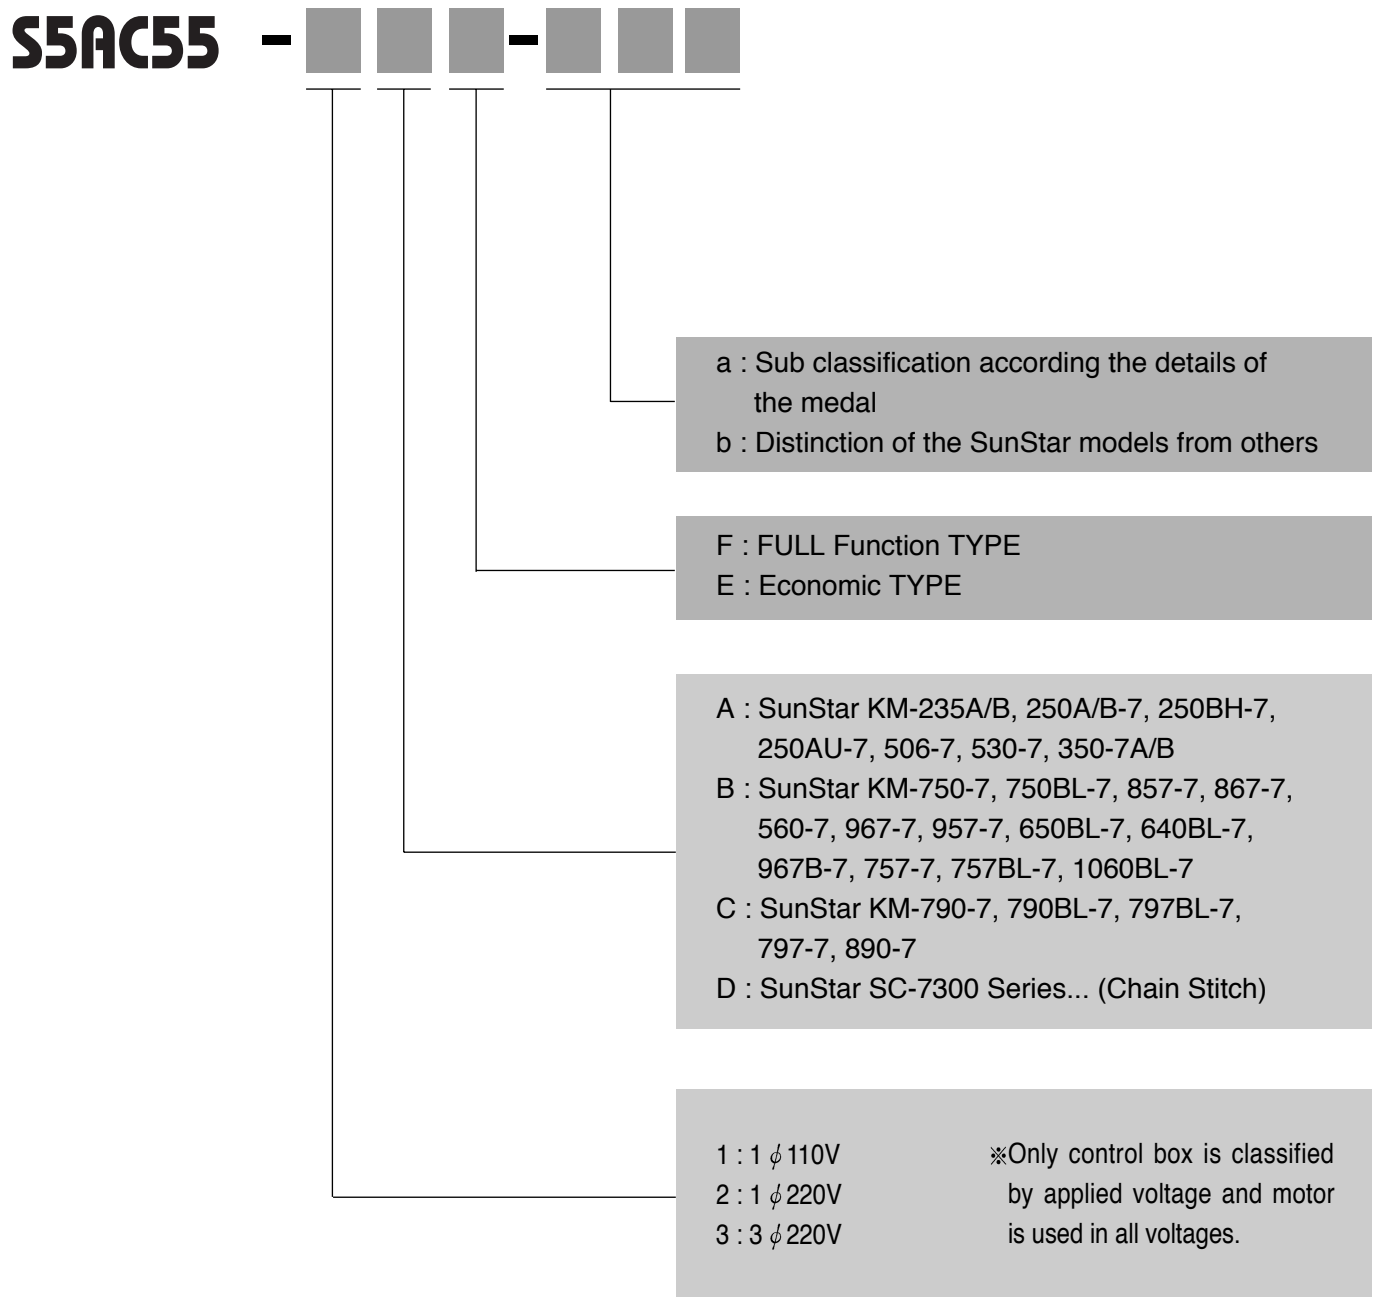 S5AC55 - -
a : Sub classification according the details of
the medal
b : Distinction of the SunStar models from others
F : FULL Function TYPE
E : Economic TYPE
A : SunStar KM-235A/B, 250A/B-7, 250BH-7,
250AU-7, 506-7, 530-7, 350-7A/B
B : SunStar KM-750-7, 750BL-7, 857-7, 867-7,
560-7, 967-7, 957-7, 650BL-7, 640BL-7,
967B-7, 757-7, 757BL-7, 1060BL-7
C : SunStar KM-790-7, 790BL-7, 797BL-7,
797-7, 890-7
D : SunStar SC-7300 Series... (Chain Stitch)
1 : 1 ϕ 110V
2 : 1 ϕ 220V
3 : 3 ϕ 220V
※Only control box is classified
by applied voltage and motor
is used in all voltages.